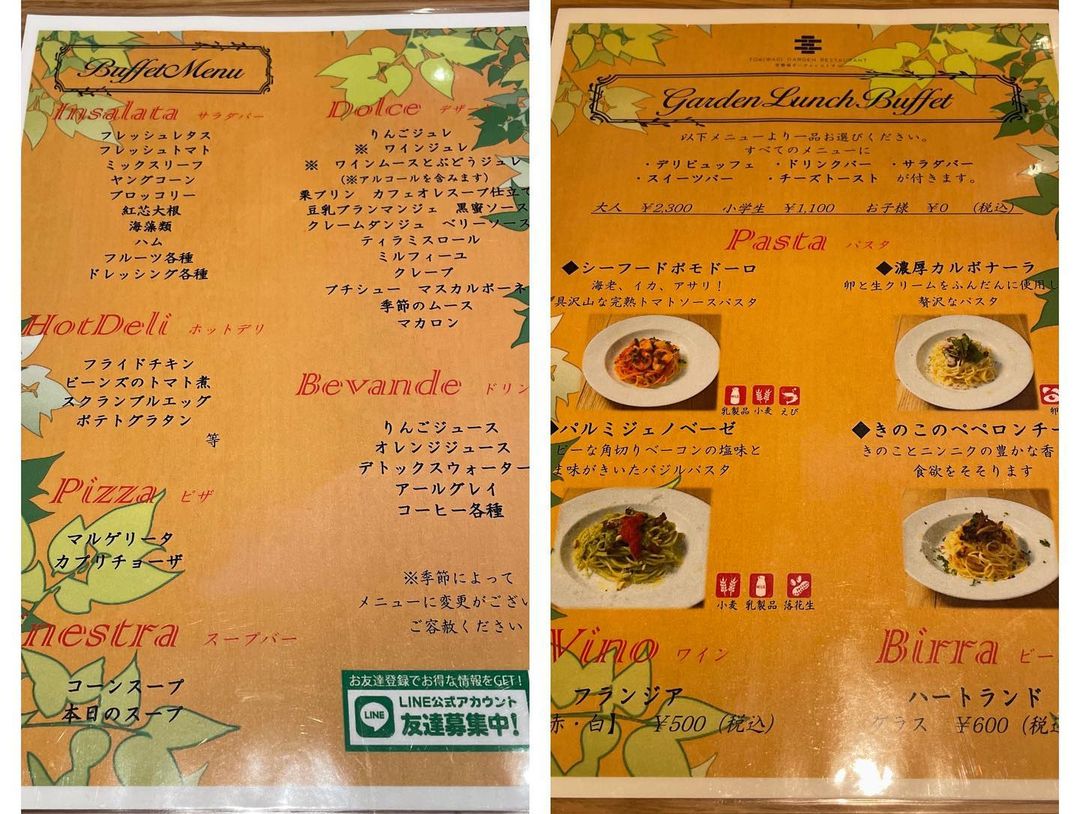 Buffet Menu
Insalata サラダバー
フレッシュレタス
フレッシュトマト
ミックスリーフ
ヤングコーン
ブロッコリー
紅芯大根
海藻類
ハム
フルーツ各種
ドレッシング各種
HotDeli ホットデリ
フライドチキン
ビーンズのトマト煮
スクランブルエッグ
ポテトグラタン
等
Pizza ピザ
マルゲリータ
カプリチョーザ
nestra スープバー
コーンスープ
本日のスープ
Dolce デザー
りんごジュレ
※ ワインジュレ
※ ワインムースとぶどうジュレ
(※アルコールを含みます)
栗プリン カフェオレスープ仕立て
豆乳ブランマンジェ 黒蜜ソース
クレームダンジュ ベリーソース
ティラミスロール
ミルフィーユ
クレープ
プチシュー マスカルポーネ
季節のムース
マカロン
Bevande ドリン
りんごジュース
オレンジジュース
デトックスウォーター
アールグレイ
コーヒー各種
※季節によって
メニューに変更がござい
ご容赦ください
お友達登録でお得な情報をGET!
LINE
LINE公式アカウント
友達募集中!
TOKIWAGI GARDEN RESTAURANT
Garden Lunch Buffet
以下メニューより一品お選びください。
すべてのメニューに
・デリビュッフェ ・ドリンクバー ・サラダバー
・スイーツバー ・チーズトースト が付きます。
大人 ¥2,300 小学生 ¥1,100 お子様 ¥0 (税込)
Pasta パスタ
◆シーフードポモドーロ
海老、イカ、アサリ!
具沢山な完熟トマトソースパスタ
乳製品 小麦 えび
◆濃厚カルボナーラ
卵と生クリームをふんだんに使用し
贅沢なパスタ
卵
◆パルミジェノベーゼ
ピーな角切りベーコンの塩味と
味がきいたバジルパスタ
小麦 乳製品 落花生
◆きのこのペペロンチー
きのことニンニクの豊かな香
食欲をそそります
Vino ワイン
フランジア
赤・白】 ¥500 (税込)
Birra ビー
ハートランド
グラス ¥600 (税込